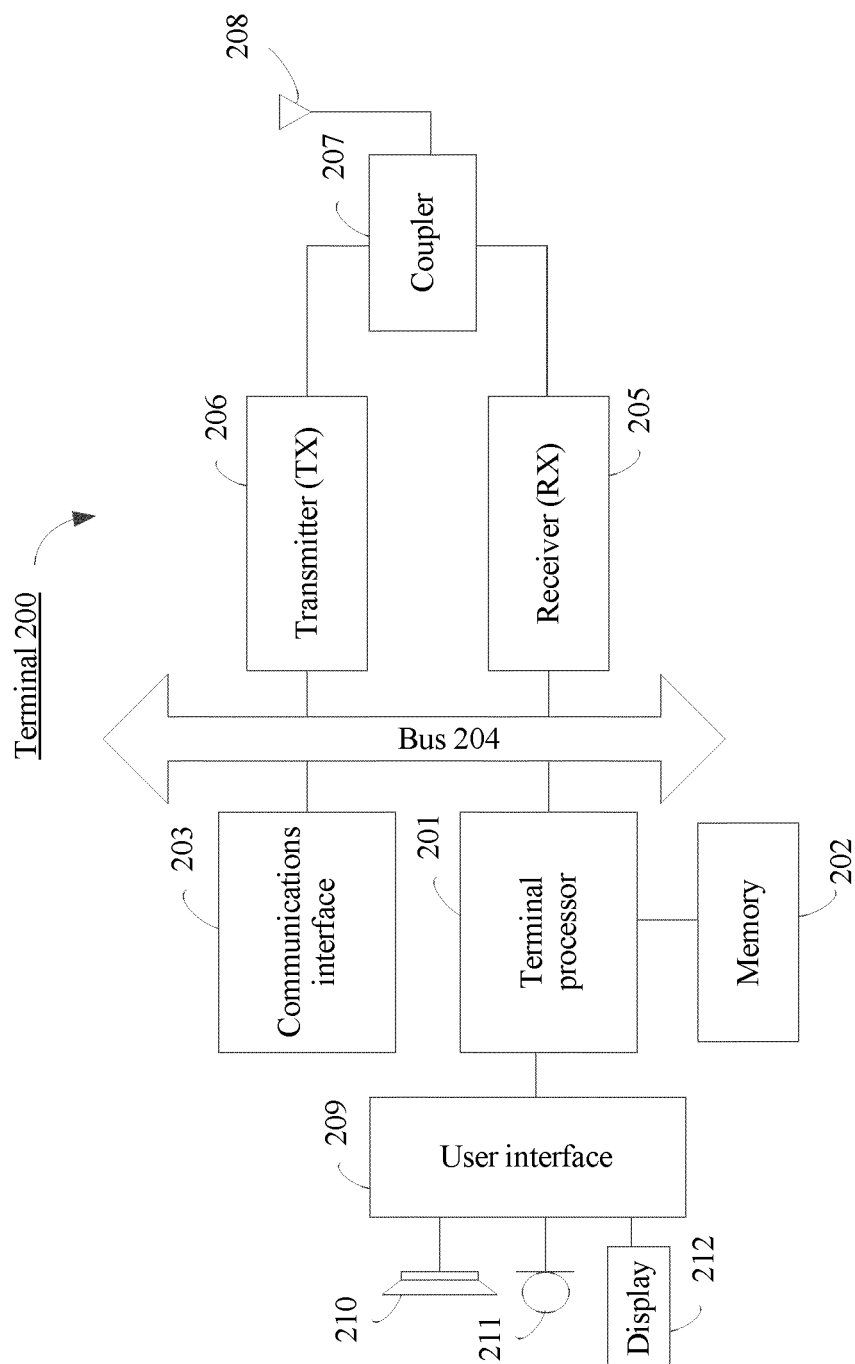 Terminal 200
208
207
Coupler
206
Transmitter (TX)
205
Receiver (RX)
Bus 204
203
Communications
interface
201
Terminal
processor
202
Memory
209
User interface
210
211
Display
212